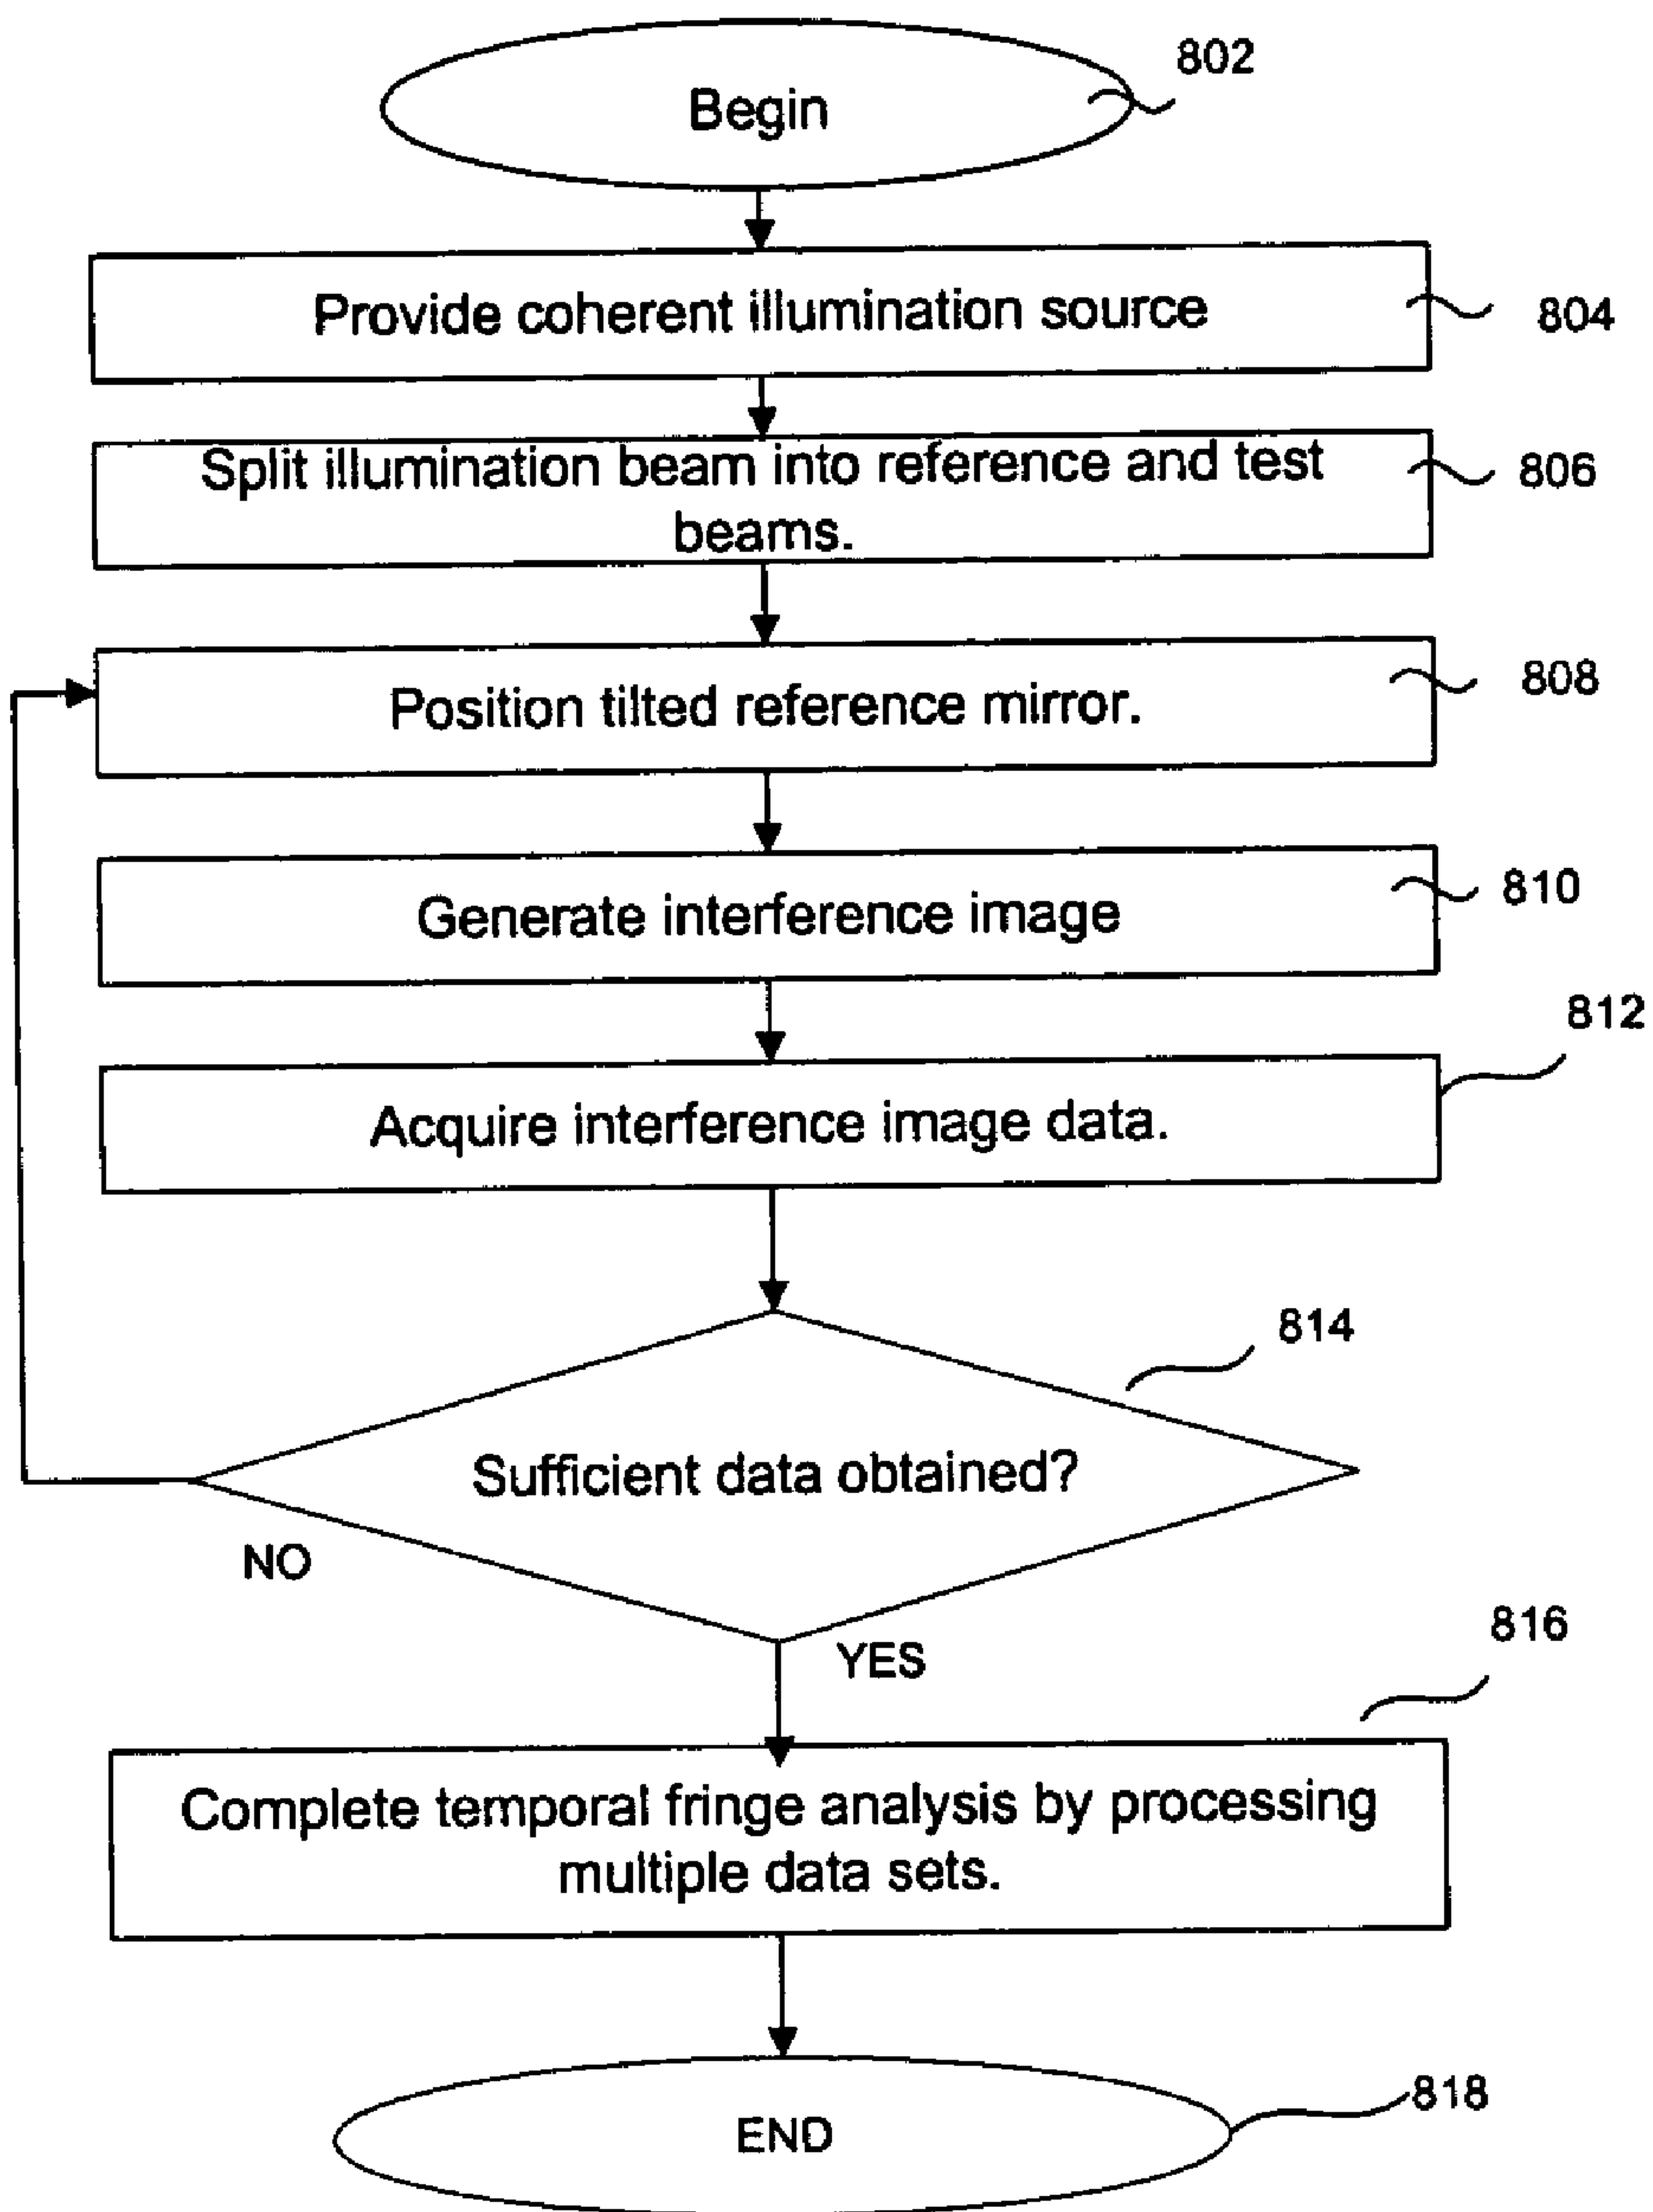 802
Begin
Provide coherent illumination source
804
Split illumination beam into reference and test
beams.
806
Position tilted reference mirror.
808
Generate interference image
810
812
Acquire interference image data.
814
Sufficient data obtained?
NO
YES
816
Complete temporal fringe analysis by processing
multiple data sets.
END
818